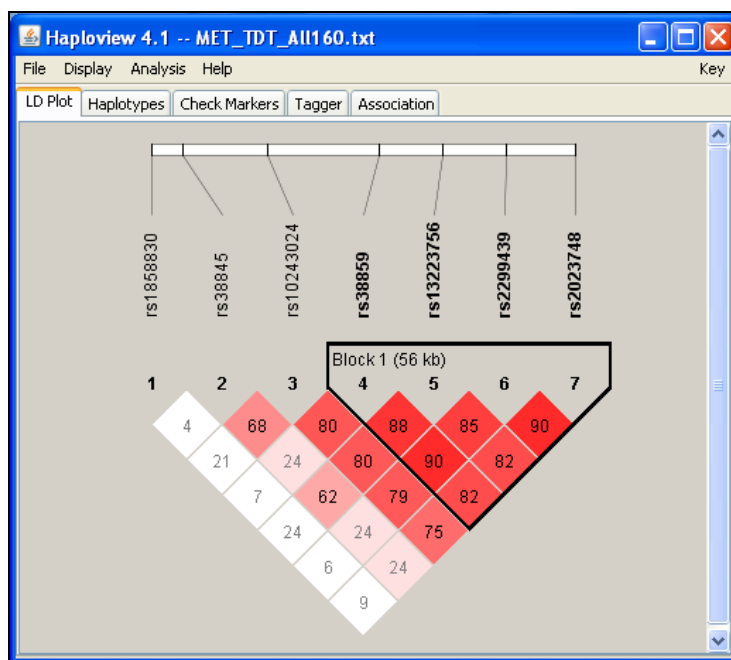 Haploview 4.1 -- MET_TDT_All160.txt
File Display Analysis Help Key
LD Plot Haplotypes Check Markers Tagger Association
rs1858830 rs38845 rs10243024 rs38859 rs13223756 rs2299439 rs2023748
Block 1 (56 kb)
1 2 3 4 5 6 7
4 68 80 88 85 90
21 24 80 90 82
7 62 79 82
24 24 75
6 24
9